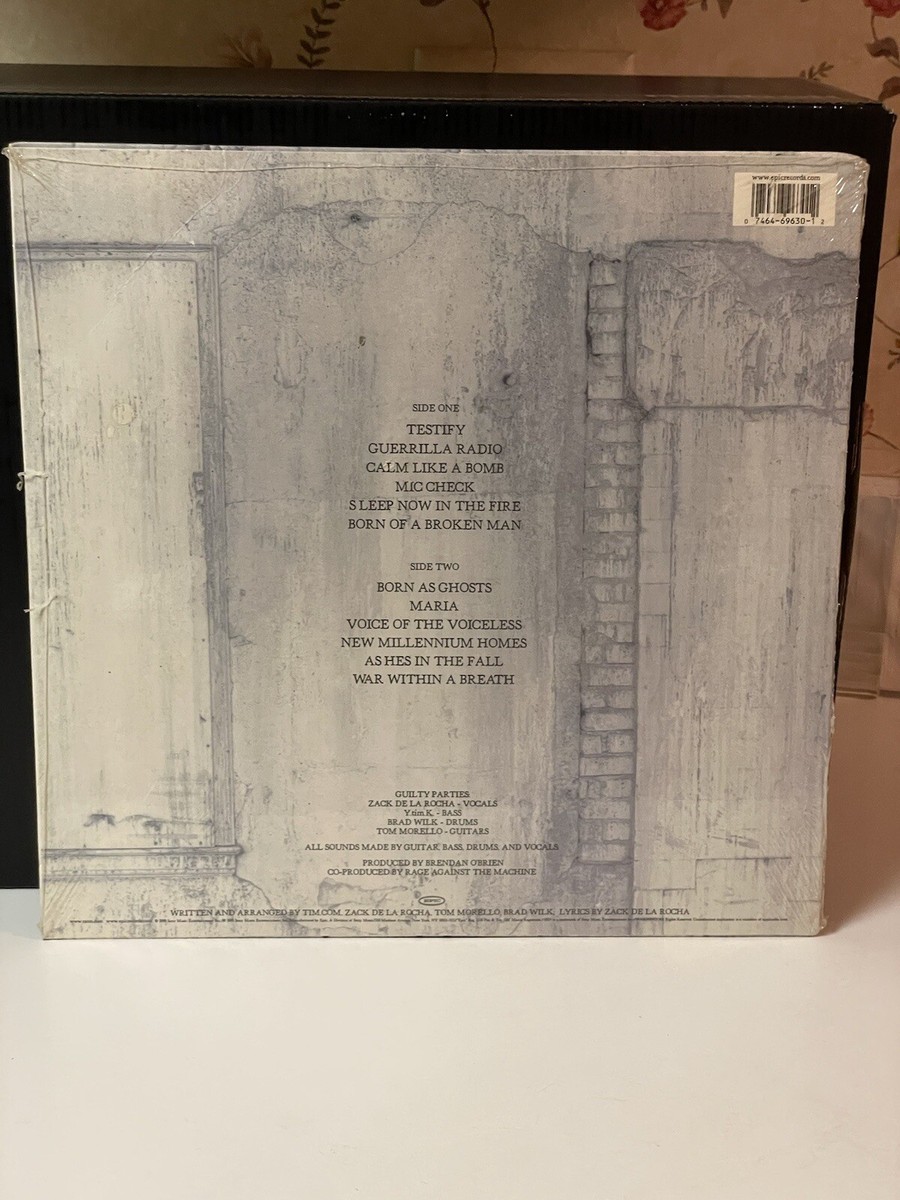 www.epicrecords.com
0 7464-69630-1 2
SIDE ONE
TESTIFY
GUERRILLA RADIO
CALM LIKE A BOMB
MIC CHECK
SLEEP NOW IN THE FIRE
BORN OF A BROKEN MAN
SIDE TWO
BORN AS GHOSTS
MARIA
VOICE OF THE VOICELESS
NEW MILLENNIUM HOMES
ASHES IN THE FALL
WAR WITHIN A BREATH
GUILTY PARTIES
ZACK DE LA ROCHA - VOCALS
Y.tim.K. - BASS
BRAD WILK - DRUMS
TOM MORELLO - GUITARS
ALL SOUNDS MADE BY GUITAR, BASS, DRUMS, AND VOCALS
PRODUCED BY BRENDAN O'BRIEN
CO-PRODUCED BY RAGE AGAINST THE MACHINE
epic
WRITTEN AND ARRANGED BY TIM.COM, ZACK DE LA ROCHA, TOM MORELLO, BRAD WILK, LYRICS BY ZACK DE LA ROCHA